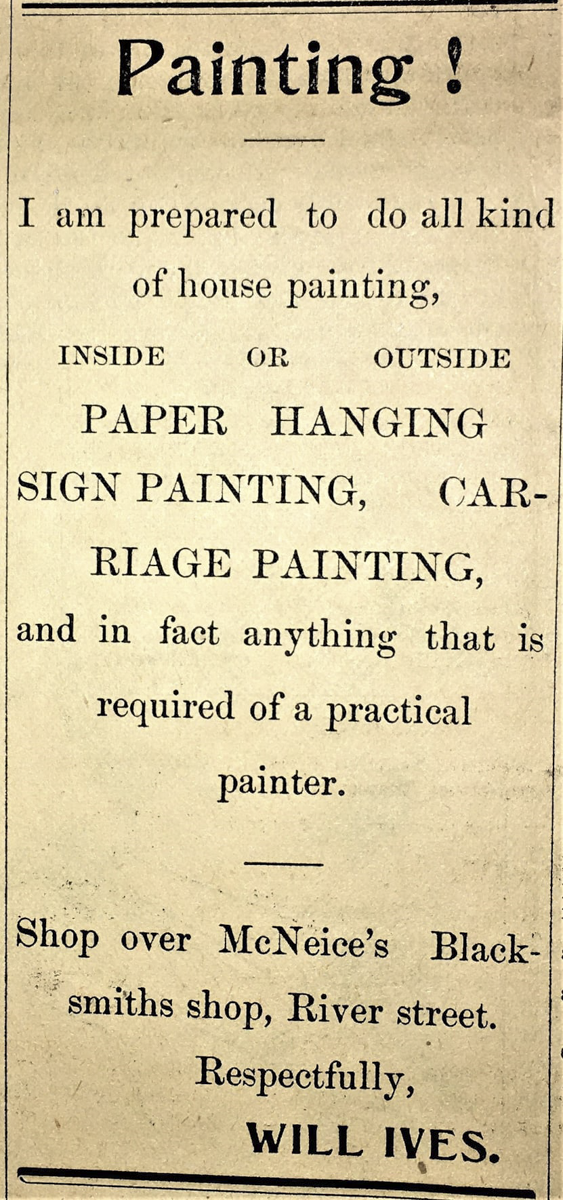 Painting !
I am prepared to do all kind
of house painting,
INSIDE OR OUTSIDE
PAPER HANGING
SIGN PAINTING, CAR-
RIAGE PAINTING,
and in fact anything that is
required of a practical
painter.
Shop over McNeice's Black-
smiths shop, River street.
Respectfully,
WILL IVES.